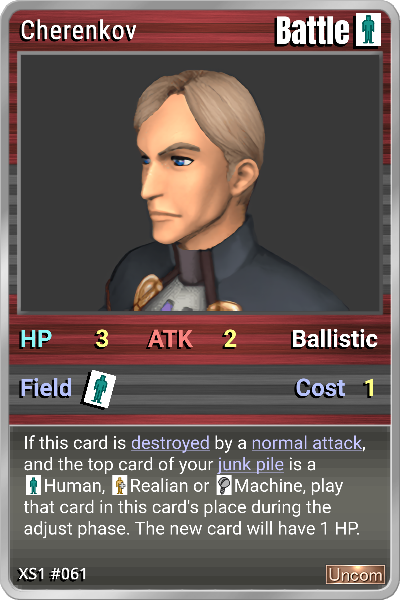 Cherenkov Battle
HP 3 ATK 2 Ballistic
Field Cost 1
If this card is destroyed by a normal attack,
and the top card of your junk pile is a
Human, Realian or Machine, play
that card in this card's place during the
adjust phase. The new card will have 1 HP.
XS1 #061 Uncom